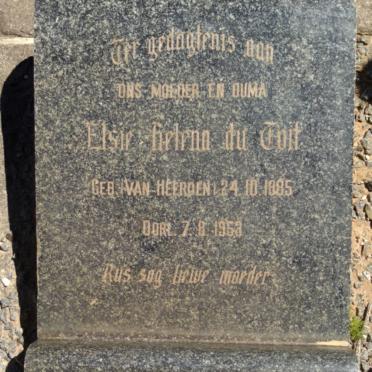 Ter gedagtenis aan
ONS MOEDER EN OUMA
Elsie Helena du Toit
GEB. (VAN HEERDEN) 24.10.1885
OORL. 7.8.1953
Rus sag liewe moeder